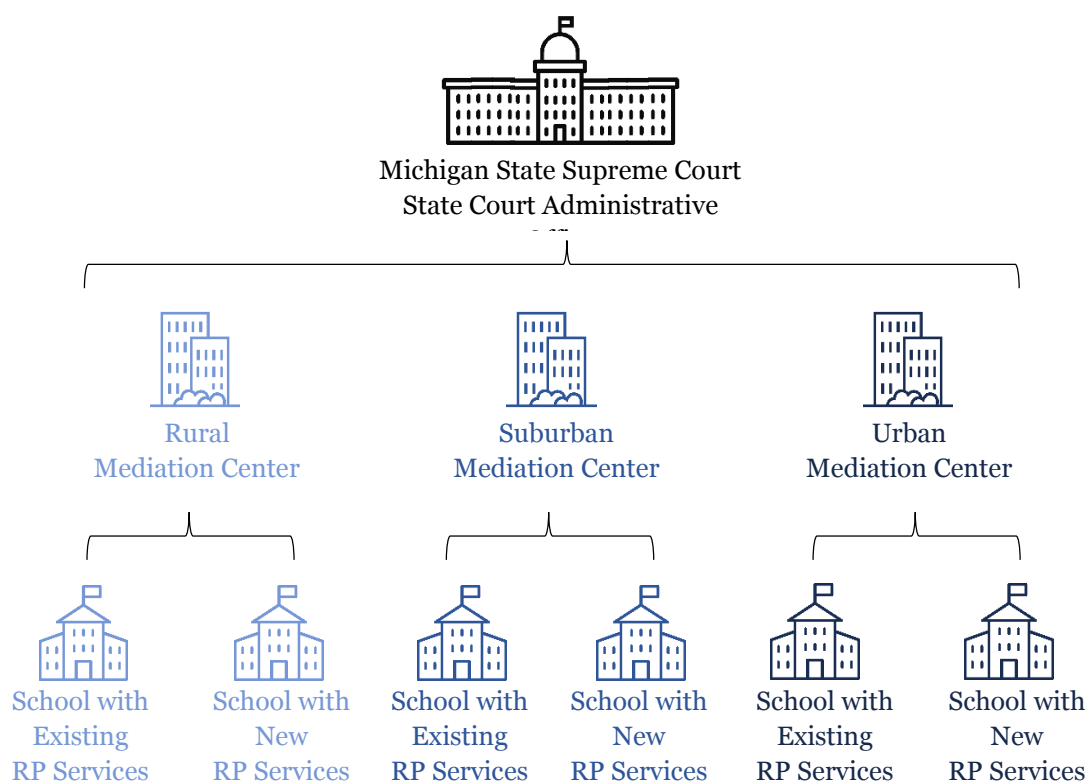 Michigan State Supreme Court
State Court Administrative
Rural
Mediation Center
Suburban
Mediation Center
Urban
Mediation Center
School with
Existing
RP Services
School with
New
RP Services
School with
Existing
RP Services
School with
New
RP Services
School with
Existing
RP Services
School with
New
RP Services